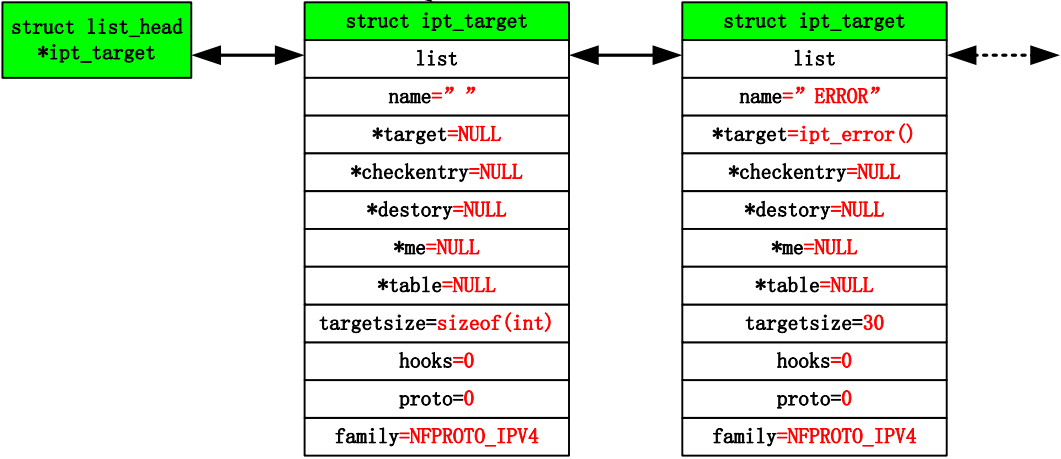 struct list_head
*ipt_target
struct ipt_target
list
name=” ”
*target=NULL
*checkentry=NULL
*destory=NULL
*me=NULL
*table=NULL
targetsize=sizeof(int)
hooks=0
proto=0
family=NFPROTO_IPV4
struct ipt_target
list
name=” ERROR”
*target=ipt_error()
*checkentry=NULL
*destory=NULL
*me=NULL
*table=NULL
targetsize=30
hooks=0
proto=0
family=NFPROTO_IPV4